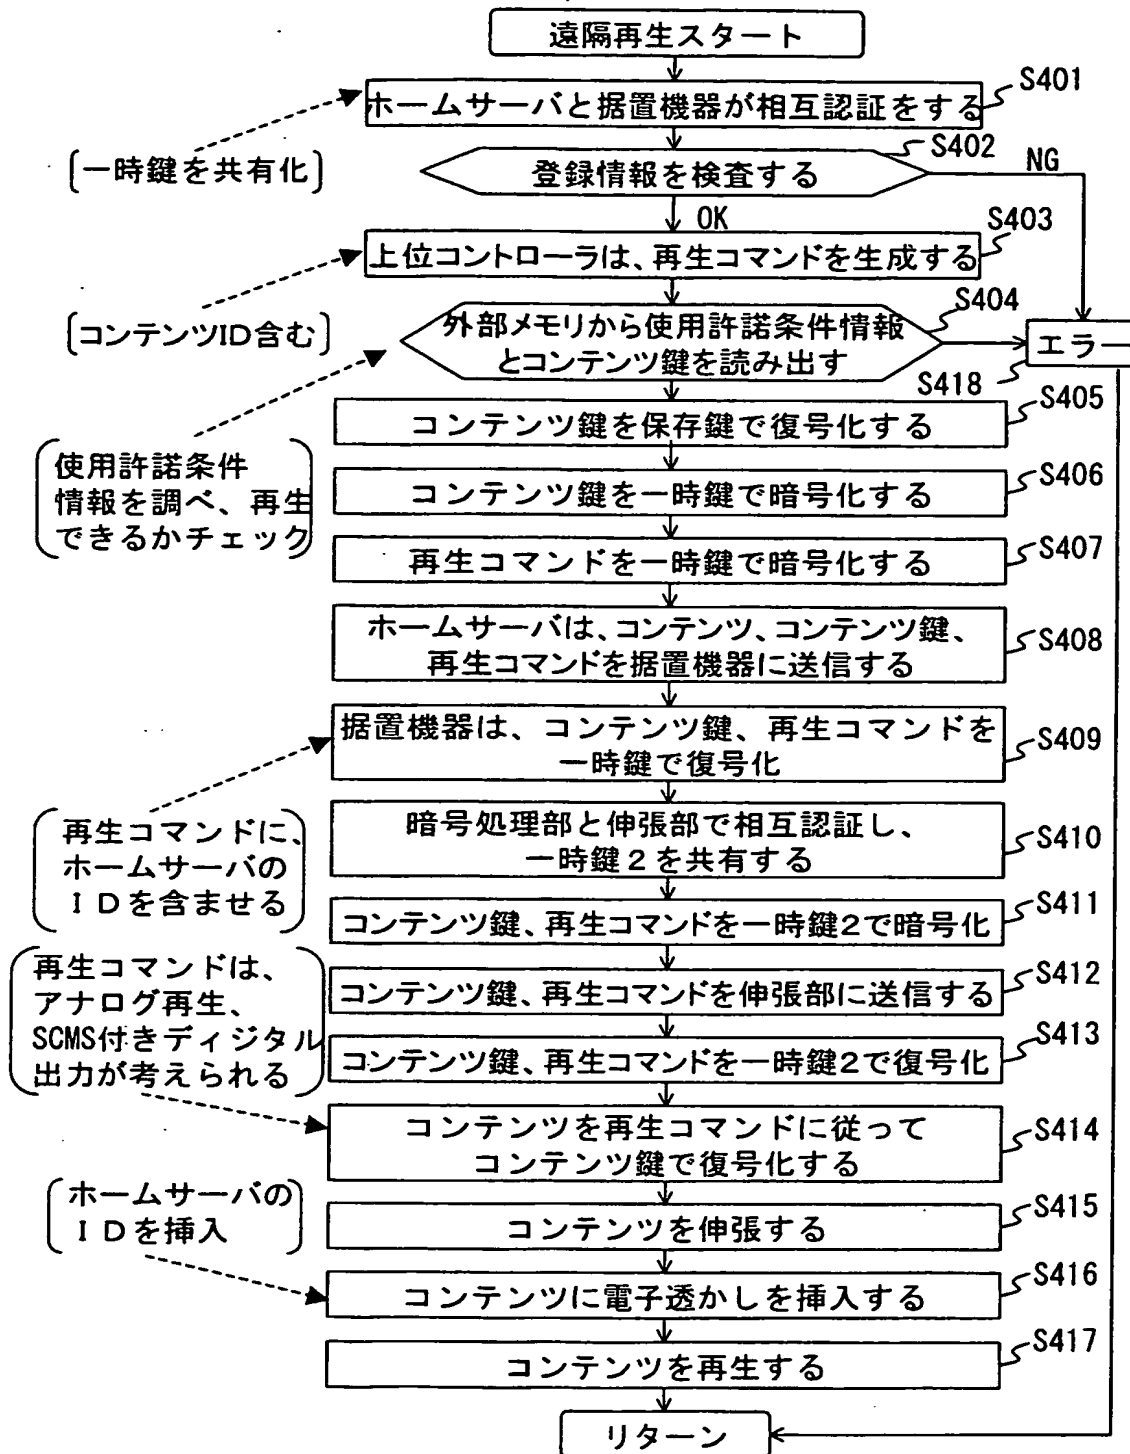 遠隔再生スタート
S401
ホームサーバと据置機器が相互認証をする
[一時鍵を共有化]
S402
登録情報を検査する
NG
OK
S403
上位コントローラは、再生コマンドを生成する
[コンテンツID含む]
S404
外部メモリから使用許諾条件情報
とコンテンツ鍵を読み出す
エラー
S418
S405
コンテンツ鍵を保存鍵で復号化する
使用許諾条件
情報を調べ、再生
できるかチェック
S406
コンテンツ鍵を一時鍵で暗号化する
S407
再生コマンドを一時鍵で暗号化する
S408
ホームサーバは、コンテンツ、コンテンツ鍵、
再生コマンドを据置機器に送信する
S409
据置機器は、コンテンツ鍵、再生コマンドを
一時鍵で復号化
再生コマンドに、
ホームサーバの
IDを含ませる
S410
暗号処理部と伸張部で相互認証し、
一時鍵2を共有する
S411
コンテンツ鍵、再生コマンドを一時鍵2で暗号化
再生コマンドは、
アナログ再生、
SCMS付きディジタル
出力が考えられる
S412
コンテンツ鍵、再生コマンドを伸張部に送信する
S413
コンテンツ鍵、再生コマンドを一時鍵2で復号化
S414
コンテンツを再生コマンドに従って
コンテンツ鍵で復号化する
ホームサーバの
IDを挿入
S415
コンテンツを伸張する
S416
コンテンツに電子透かしを挿入する
S417
コンテンツを再生する
リターン